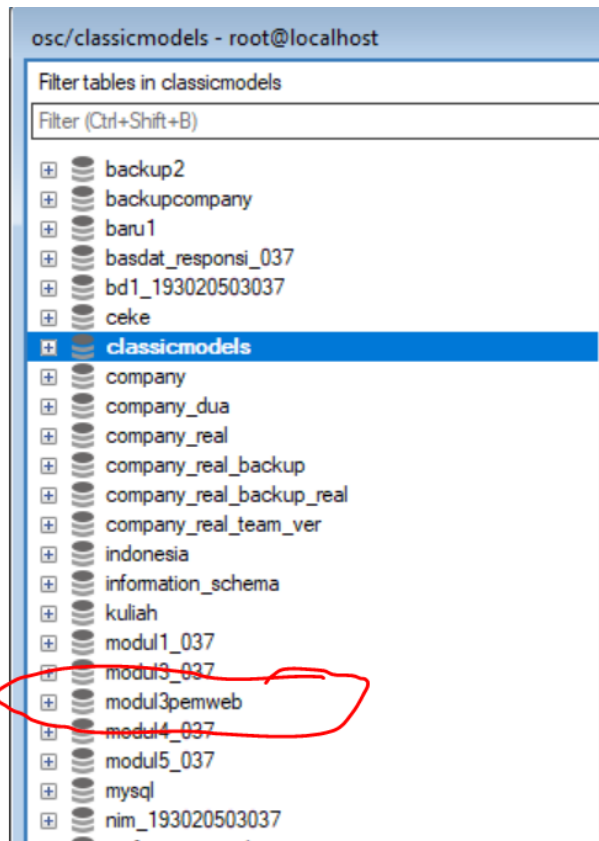 osc/classicmodels - root@localhost
Filter tables in classicmodels
Filter (Ctrl+Shift+B)
backup2
backupcompany
baru1
basdat_responsi_037
bd1_193020503037
ceke
classicmodels
company
company_dua
company_real
company_real_backup
company_real_backup_real
company_real_team_ver
indonesia
information_schema
kuliah
modul1_037
modul3_037
modul3pemweb
modul4_037
modul5_037
mysql
nim_193020503037